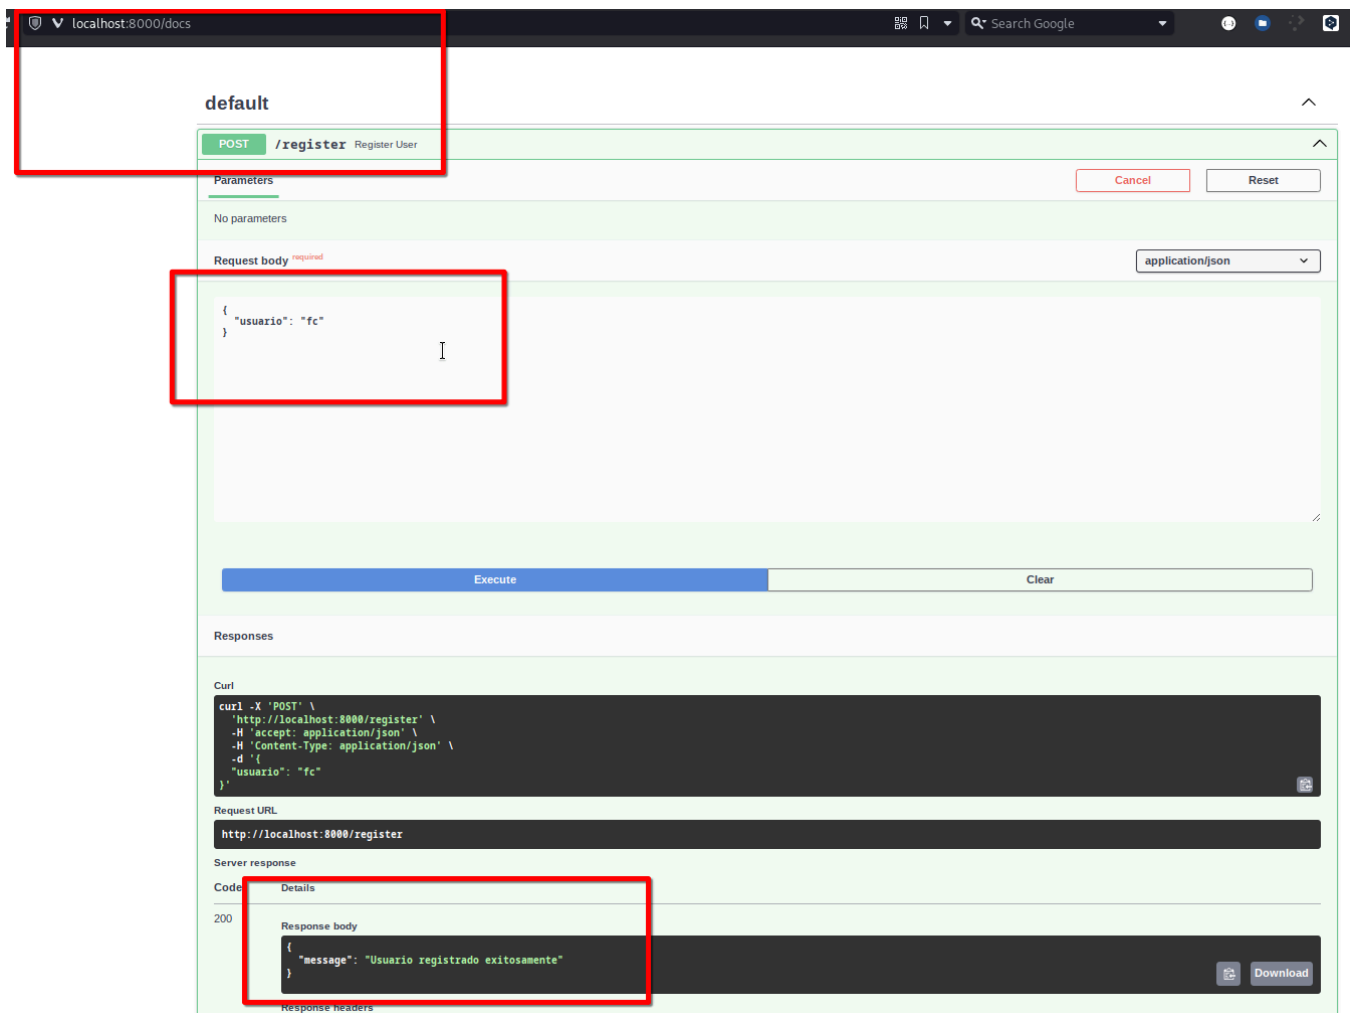 localhost:8000/docs
Search Google
default
POST /register Register User
Parameters
Cancel
Reset
No parameters
Request body required
application/json
{
"usuario": "fc"
}
Execute
Clear
Responses
Curl
curl -X 'POST' \
'http://localhost:8000/register' \
-H 'accept: application/json' \
-H 'Content-Type: application/json' \
-d '{
"usuario": "fc"
}'
Request URL
http://localhost:8000/register
Server response
Code
Details
200
Response body
{
"message": "Usuario registrado exitosamente"
}
Download
Response headers